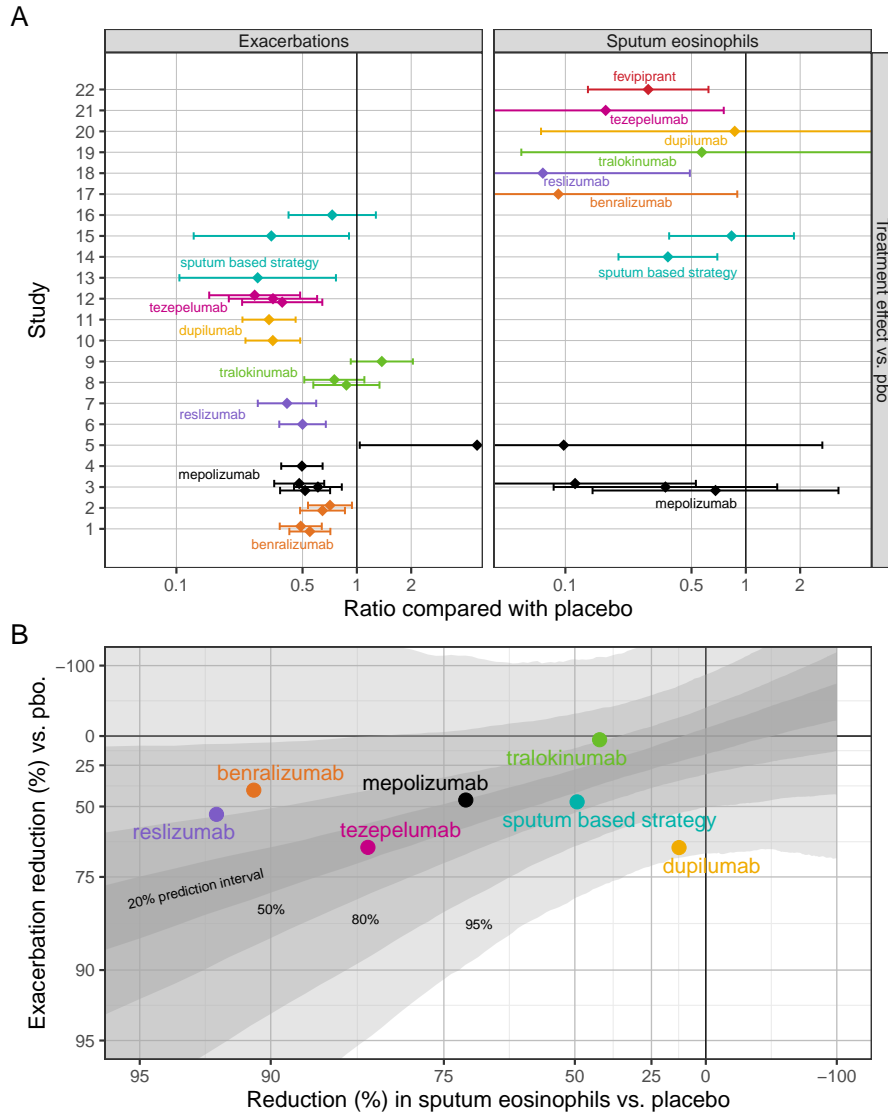 A
Exacerbations
Sputum eosinophils
Treatment effect vs. pbo
Study
22
21
20
19
18
17
16
15
14
13
12
11
10
9
8
7
6
5
4
3
2
1
sputum based strategy
tezepelumab
dupilumab
tralokinumab
reslizumab
mepolizumab
benralizumab
fevipiprant
tezepelumab
dupilumab
tralokinumab
reslizumab
benralizumab
sputum based strategy
mepolizumab
0.1 0.5 1 2
0.1 0.5 1 2
Ratio compared with placebo
B
Exacerbation reduction (%) vs. pbo.
−100
0
25
50
75
90
95
tralokinumab
benralizumab
mepolizumab
reslizumab
tezepelumab
sputum based strategy
dupilumab
20% prediction interval
50%
80%
95%
95 90 75 50 25 0 −100
Reduction (%) in sputum eosinophils vs. placebo